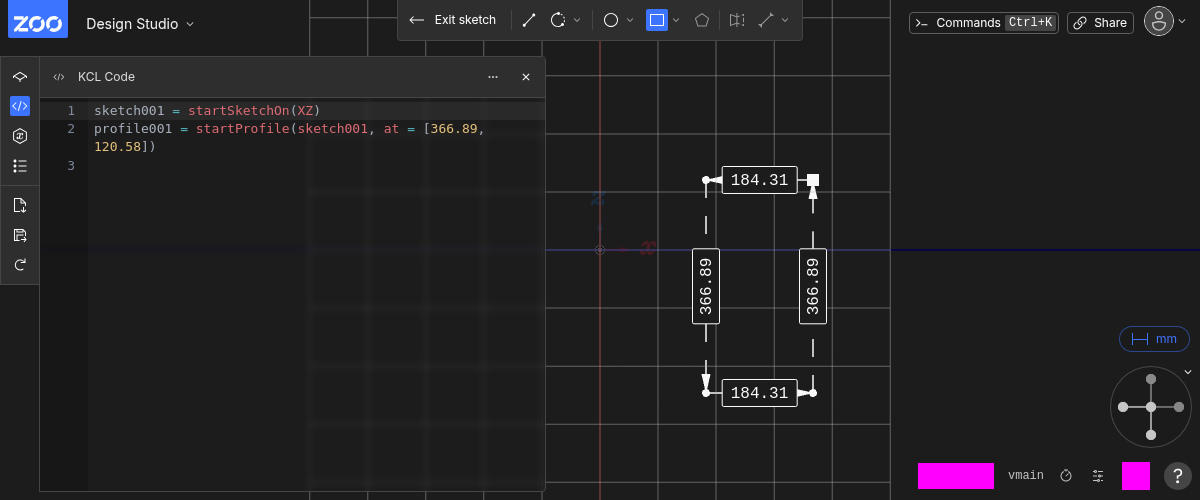 ZOO
Design Studio
Exit sketch
Commands Ctrl+K
Share
KCL Code
1 sketch001 = startSketchOn(XZ)
2 profile001 = startProfile(sketch001, at = [366.89,
120.58])
3
z
x
184.31
366.89
366.89
184.31
mm
vmain
?